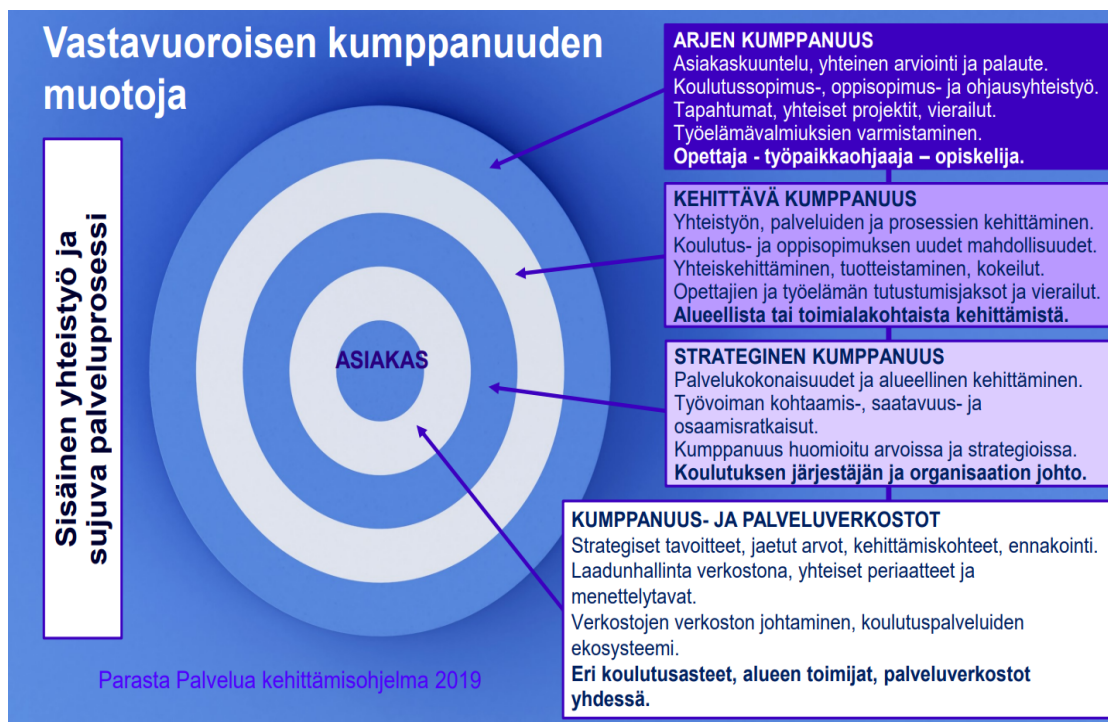 Vastavuoroisen kumppanuuden
muotoja
Sisäinen yhteistyö ja
sujuva palveluprosessi
ASIAKAS
Parasta Palvelua kehittämisohjelma 2019
ARJEN KUMPPANUUS
Asiakaskuuntelu, yhteinen arviointi ja palaute.
Koulutussopimus-, oppisopimus- ja ohjausyhteistyö.
Tapahtumat, yhteiset projektit, vierailut.
Työelämävalmiuksien varmistaminen.
Opettaja - työpaikkaohjaaja – opiskelija.
KEHITTÄVÄ KUMPPANUUS
Yhteistyön, palveluiden ja prosessien kehittäminen.
Koulutus- ja oppisopimuksen uudet mahdollisuudet.
Yhteiskehittäminen, tuotteistaminen, kokeilut.
Opettajien ja työelämän tutustumisjaksot ja vierailut.
Alueellista tai toimialakohtaista kehittämistä.
STRATEGINEN KUMPPANUUS
Palvelukokonaisuudet ja alueellinen kehittäminen.
Työvoiman kohtaamis-, saatavuus- ja
osaamisratkaisut.
Kumppanuus huomioitu arvoissa ja strategioissa.
Koulutuksen järjestäjän ja organisaation johto.
KUMPPANUUS- JA PALVELUVERKOSTOT
Strategiset tavoitteet, jaetut arvot, kehittämiskohteet, ennakointi.
Laadunhallinta verkostona, yhteiset periaatteet ja
menettelytavat.
Verkostojen verkoston johtaminen, koulutuspalveluiden
ekosysteemi.
Eri koulutusasteet, alueen toimijat, palveluverkostot
yhdessä.